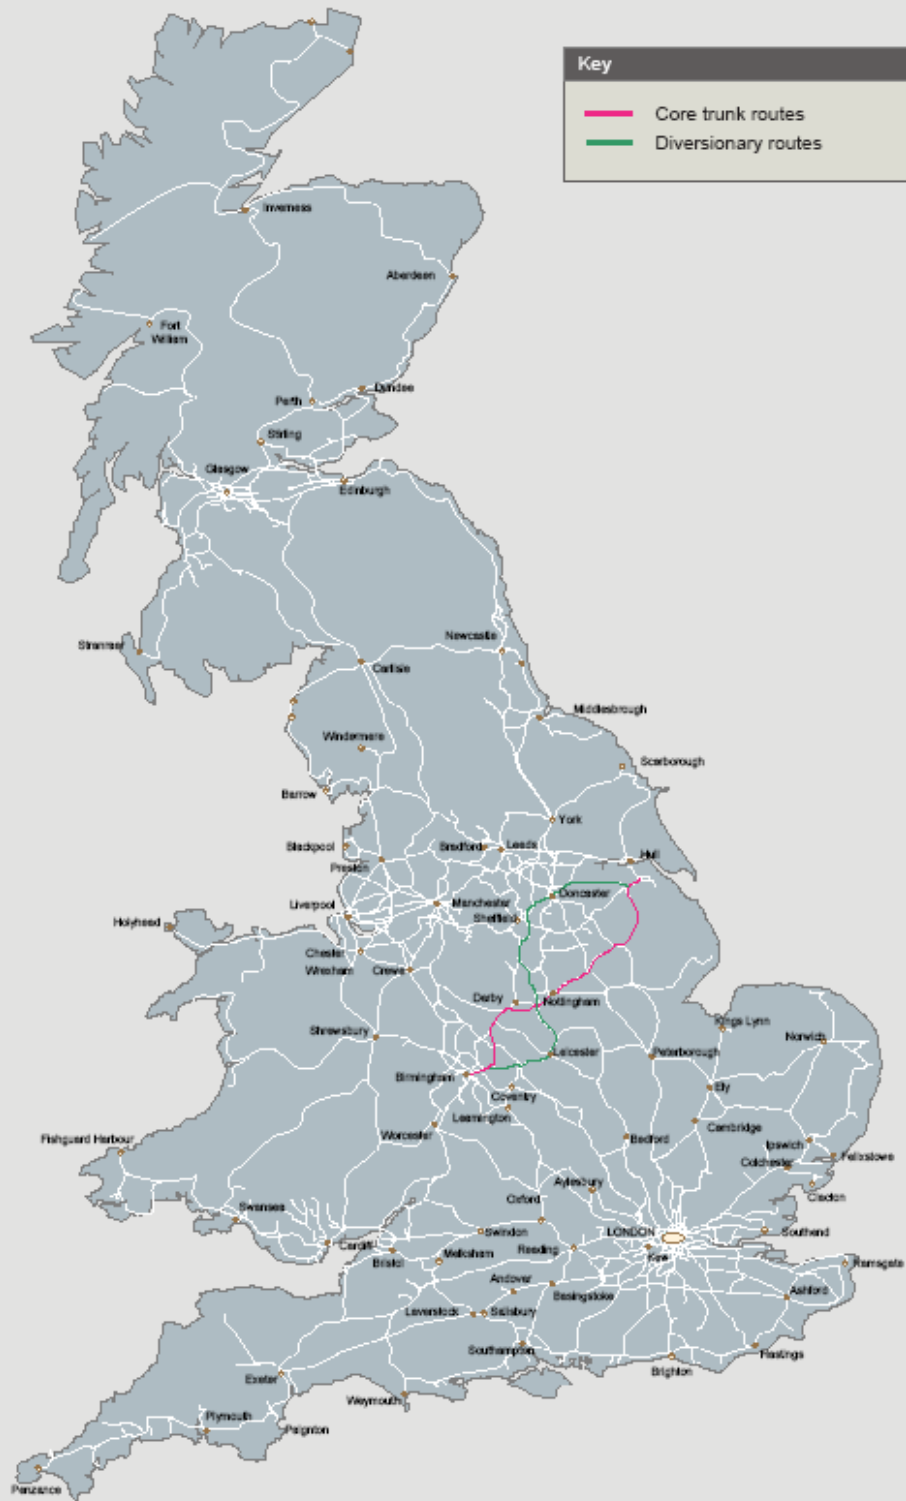 Key
Core trunk routes
Diversionary routes
Inverness
Aberdeen
Fort
William
Dundee
Perth
Stirling
Glasgow
Edinburgh
Newcastle
Stranraer
Carlisle
Middlesbrough
Windermere
Scarborough
Barrow
York
Blackpool
Bradford
Leeds
Hull
Preston
Doncaster
Liverpool
Manchester
Sheffield
Holyhead
Chester
Wrexham
Crewe
Derby
Nottingham
Kings Lynn
Shrewsbury
Norwich
Leicester
Peterborough
Birmingham
Ely
Coventry
Leamington
Worcester
Cambridge
Fishguard Harbour
Bedford
Ipswich
Felixstowe
Colchester
Aylesbury
Clacton
Oxford
Swansea
Swindon
LONDON
Southend
Cardiff
Reading
Kew
Bristol
Melksham
Ramsgate
Andover
Basingstoke
Ashford
Laverstock
Salisbury
Southampton
Hastings
Brighton
Exeter
Weymouth
Plymouth
Paignton
Penzance